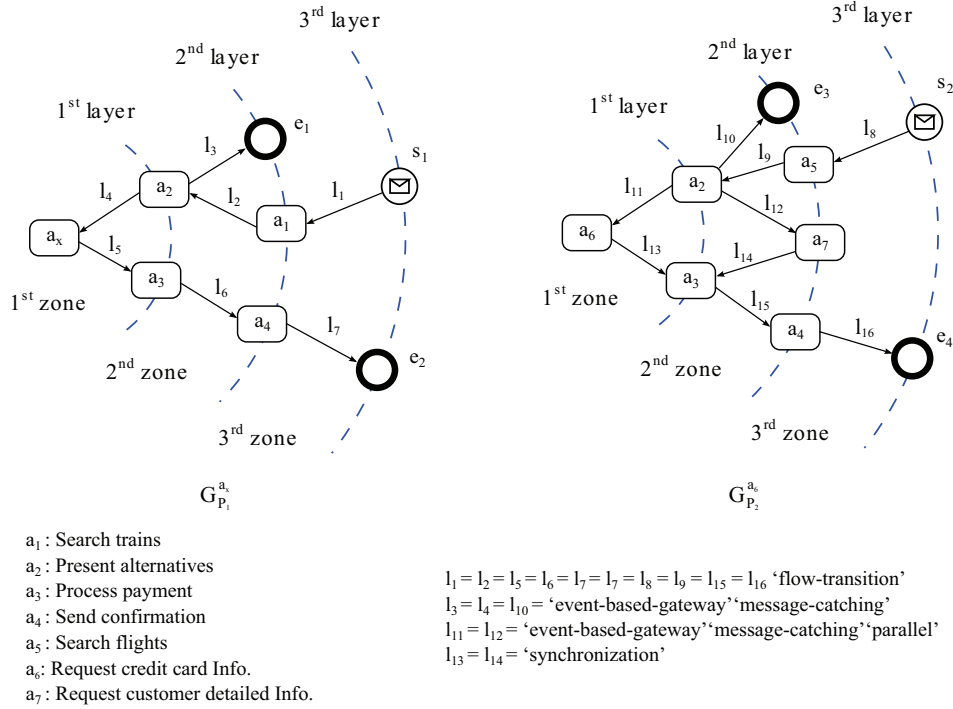 3rd layer
2nd layer
1st layer
e1
l3
s1
l1
a2
l4
l2
a1
ax
l5
a3
l6
1st zone
a4
l7
2nd zone
e2
3rd zone
G_P1^ax
3rd layer
2nd layer
1st layer
e3
s2
l10
l8
l9
a5
a2
l11
l12
a6
a7
l13
l14
a3
1st zone
l15
a4
l16
e4
2nd zone
3rd zone
G_P2^a6
a1 : Search trains
a2 : Present alternatives
a3 : Process payment
a4 : Send confirmation
a5 : Search flights
a6: Request credit card Info.
a7 : Request customer detailed Info.
l1 = l2 = l5 = l6 = l7 = l7 = l8 = l9 = l15 = l16 ‘flow-transition’
l3 = l4 = l10 = ‘event-based-gateway’‘message-catching’
l11 = l12 = ‘event-based-gateway’‘message-catching’‘parallel’
l13 = l14 = ‘synchronization’